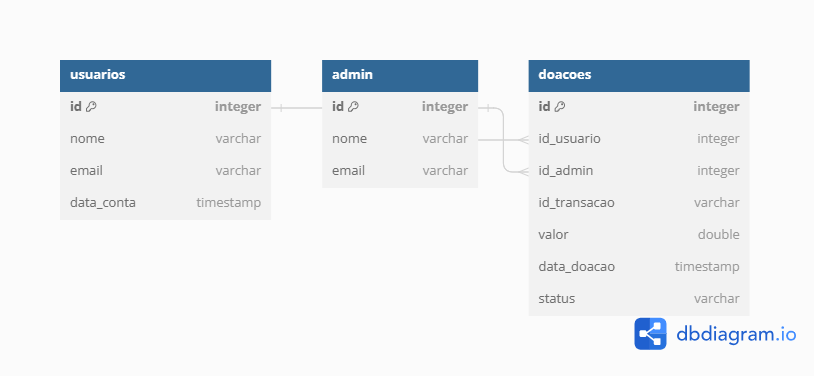 usuarios
id integer
nome varchar
email varchar
data_conta timestamp
admin
id integer
nome varchar
email varchar
doacoes
id integer
id_usuario integer
id_admin integer
id_transacao varchar
valor double
data_doacao timestamp
status varchar
dbdiagram.io